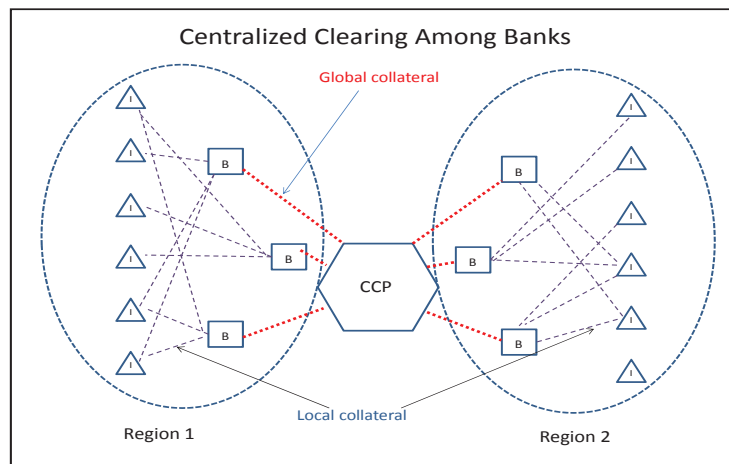 Centralized Clearing Among Banks
Global collateral
I
I
I
I
I
I
B
B
B
CCP
B
B
B
I
I
I
I
I
I
Local collateral
Region 1
Region 2